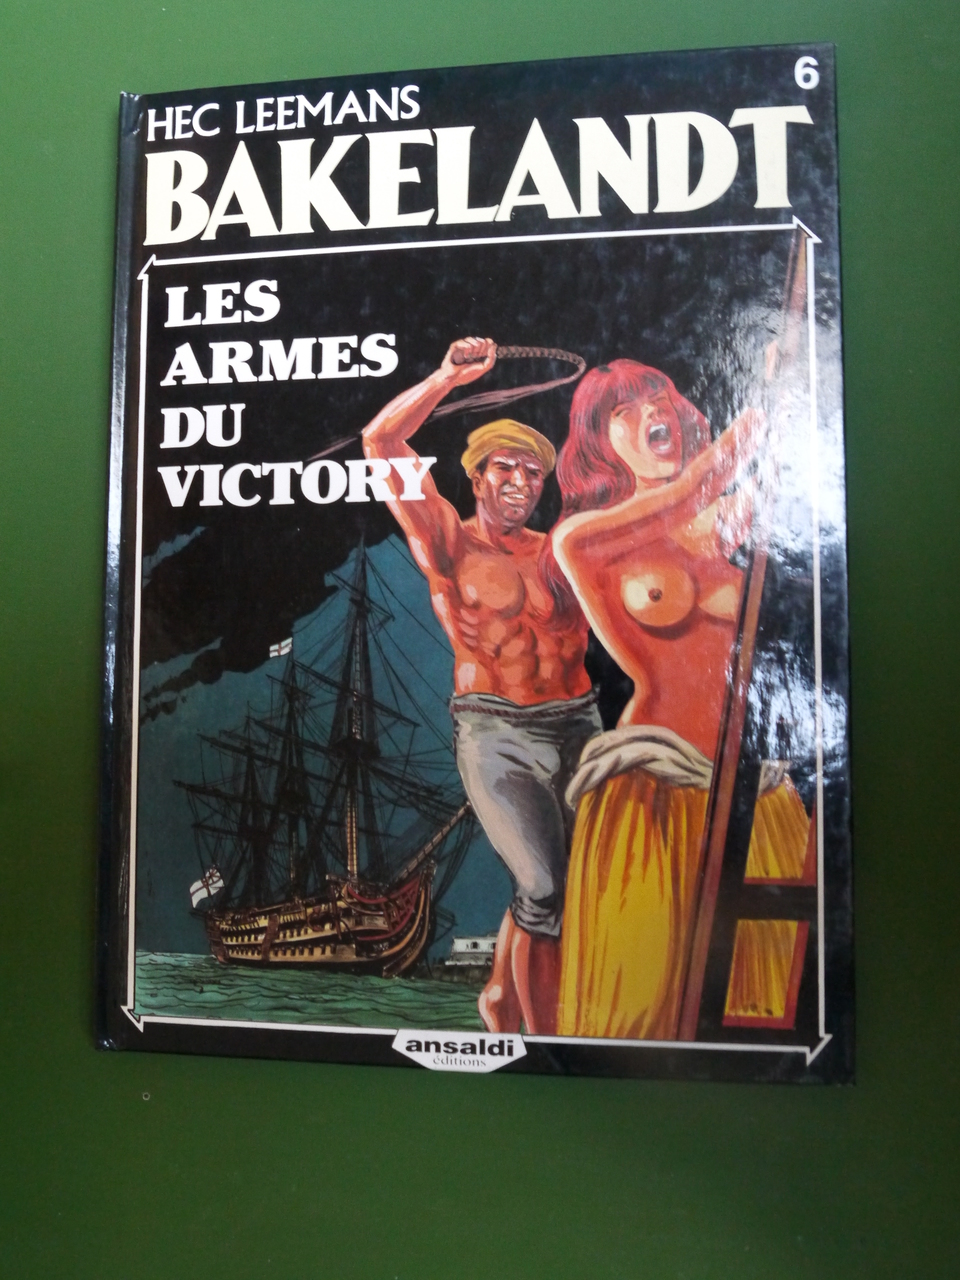 6
HEC LEEMANS
BAKELANDT
LES
ARMES
DU
VICTORY
ansaldi
éditions